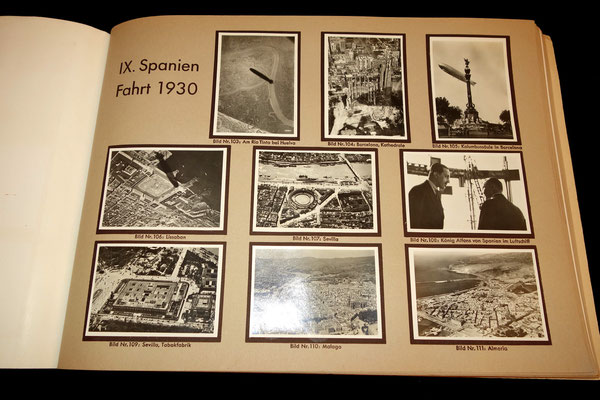 IX. Spanien
Fahrt 1930
Bild Nr.103: Am Rio Tinto bei Huelva
Bild Nr.104: Barcelona, Kathedrale
Bild Nr.105: Kolumbussäule in Barcelona
Bild Nr.106: Lissabon
Bild Nr.107: Sevilla
Bild Nr.108: König Alfons von Spanien im Luftschiff
Bild Nr.109: Sevilla, Tabakfabrik
Bild Nr.110: Malaga
Bild Nr.111: Almeria